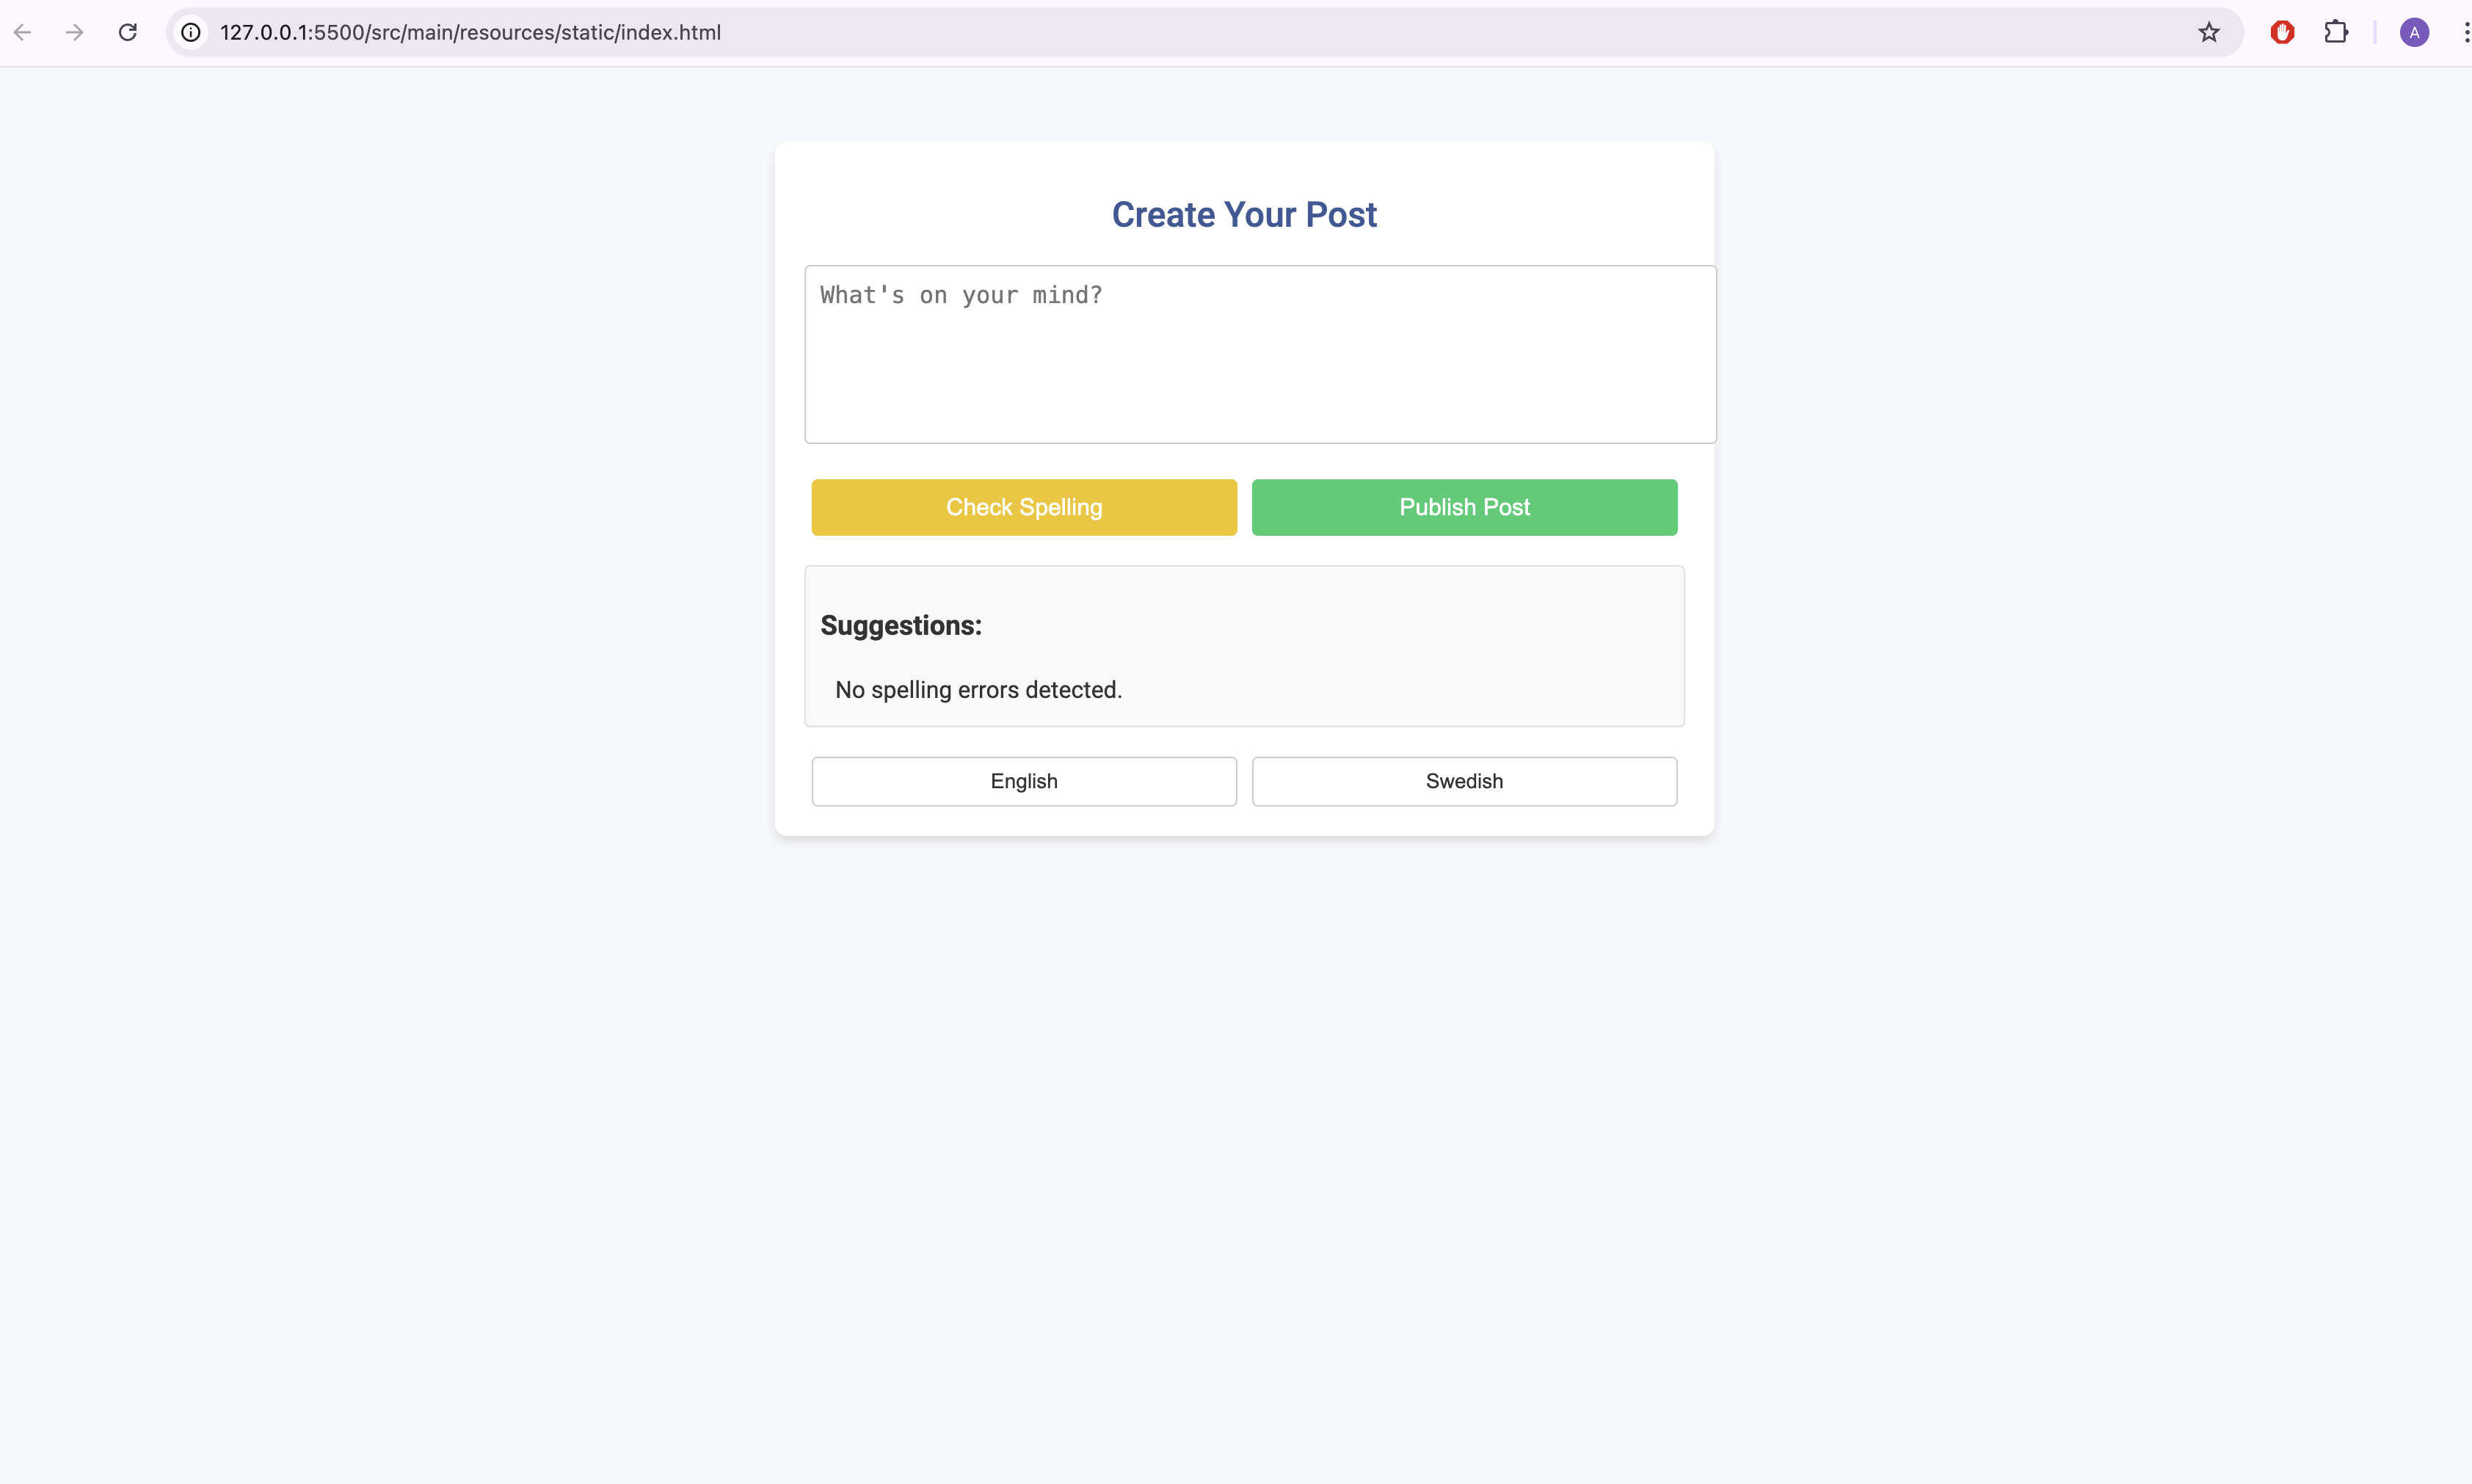 127.0.0.1:5500/src/main/resources/static/index.html
A
Create Your Post
What's on your mind?
Check Spelling Publish Post
Suggestions:
No spelling errors detected.
English Swedish